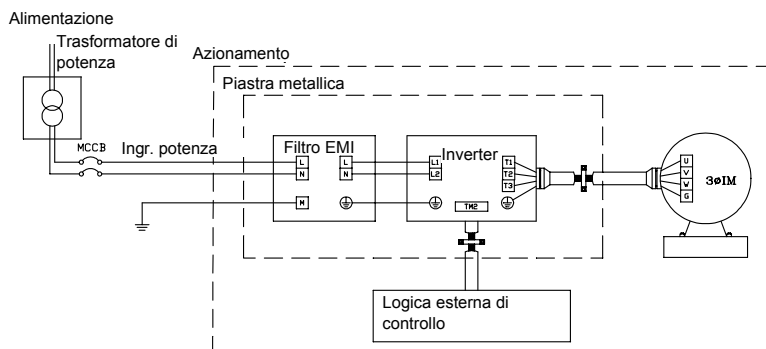 Alimentazione
Trasformatore di
potenza
Azionamento
Piastra metallica
MCCB
Ingr. potenza
Filtro EMI
Inverter
L
N
M
L
N
L1
L2
T1
T2
T3
TM2
U
V
W
G
3øIM
Logica esterna di
controllo